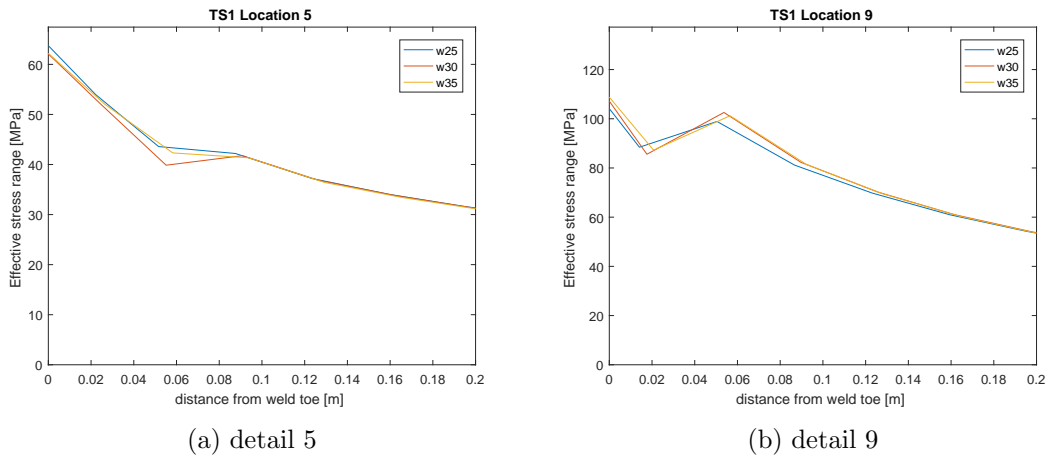 TS1 Location 5
Effective stress range [MPa]
60
50
40
30
20
10
0
w25
w30
w35
0 0.02 0.04 0.06 0.08 0.1 0.12 0.14 0.16 0.18 0.2
distance from weld toe [m]
(a) detail 5
TS1 Location 9
Effective stress range [MPa]
120
100
80
60
40
20
0
w25
w30
w35
0 0.02 0.04 0.06 0.08 0.1 0.12 0.14 0.16 0.18 0.2
distance from weld toe [m]
(b) detail 9